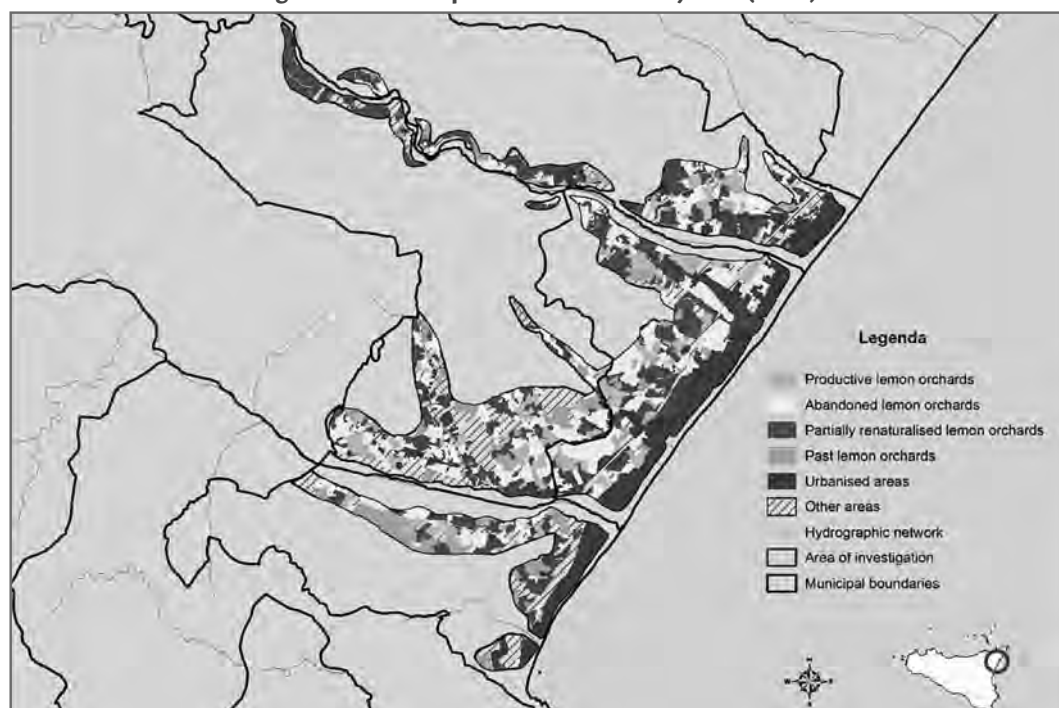 Legenda
Productive lemon orchards
Abandoned lemon orchards
Partially renaturalised lemon orchards
Past lemon orchards
Urbanised areas
Other areas
Hydrographic network
Area of investigation
Municipal boundaries
N
W E
S